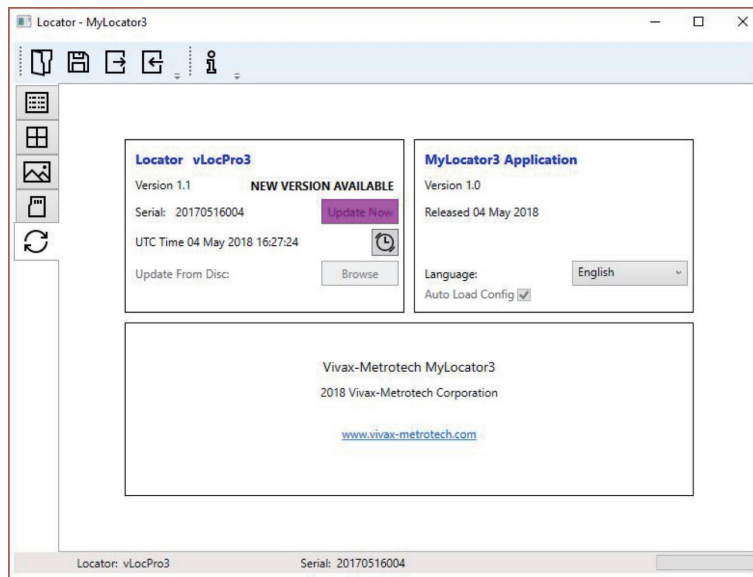 Locator - MyLocator3
Locator vLocPro3
Version 1.1 NEW VERSION AVAILABLE
Serial: 20170516004 Update Now
UTC Time 04 May 2018 16:27:24
Update From Disc: Browse
MyLocator3 Application
Version 1.0
Released 04 May 2018
Language: English
Auto Load Config
Vivax-Metrotech MyLocator3
2018 Vivax-Metrotech Corporation
www.vivax-metrotech.com
Locator: vLocPro3 Serial: 20170516004